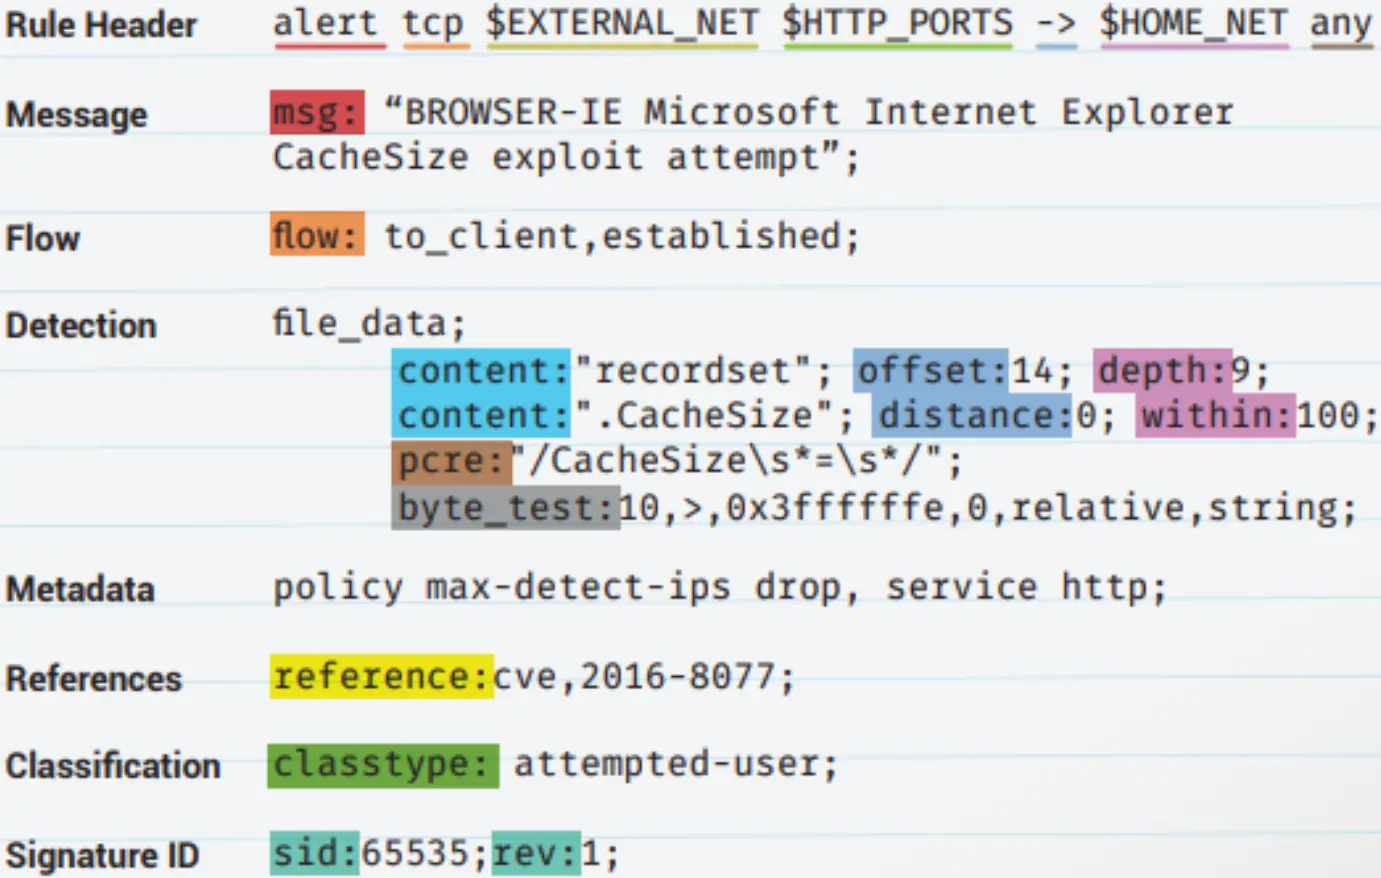 Rule Header alert tcp $EXTERNAL_NET $HTTP_PORTS -> $HOME_NET any
Message msg: “BROWSER-IE Microsoft Internet Explorer
CacheSize exploit attempt”;
Flow flow: to_client,established;
Detection file_data;
content:"recordset"; offset:14; depth:9;
content:".CacheSize"; distance:0; within:100;
pcre:"/CacheSize\s*=\s*/";
byte_test:10,>,0x3ffffffe,0,relative,string;
Metadata policy max-detect-ips drop, service http;
References reference:cve,2016-8077;
Classification classtype: attempted-user;
Signature ID sid:65535;rev:1;